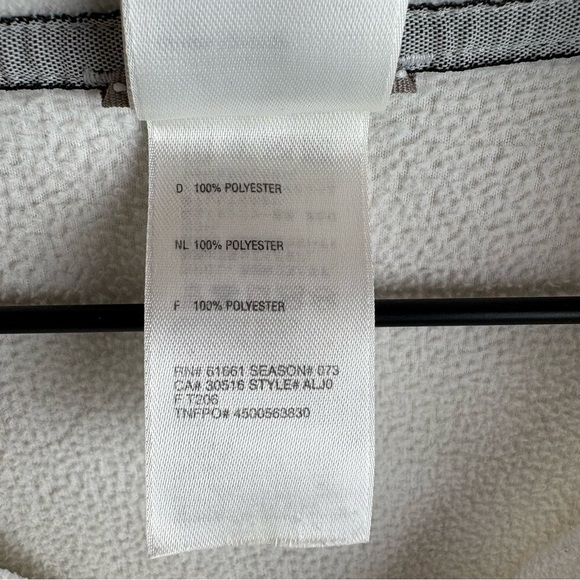 D 100% POLYESTER
NL 100% POLYESTER
F 100% POLYESTER
RN# 61661 SEASON# 073
CA# 30516 STYLE# ALJ0
F T206
TNFPO# 4500563830